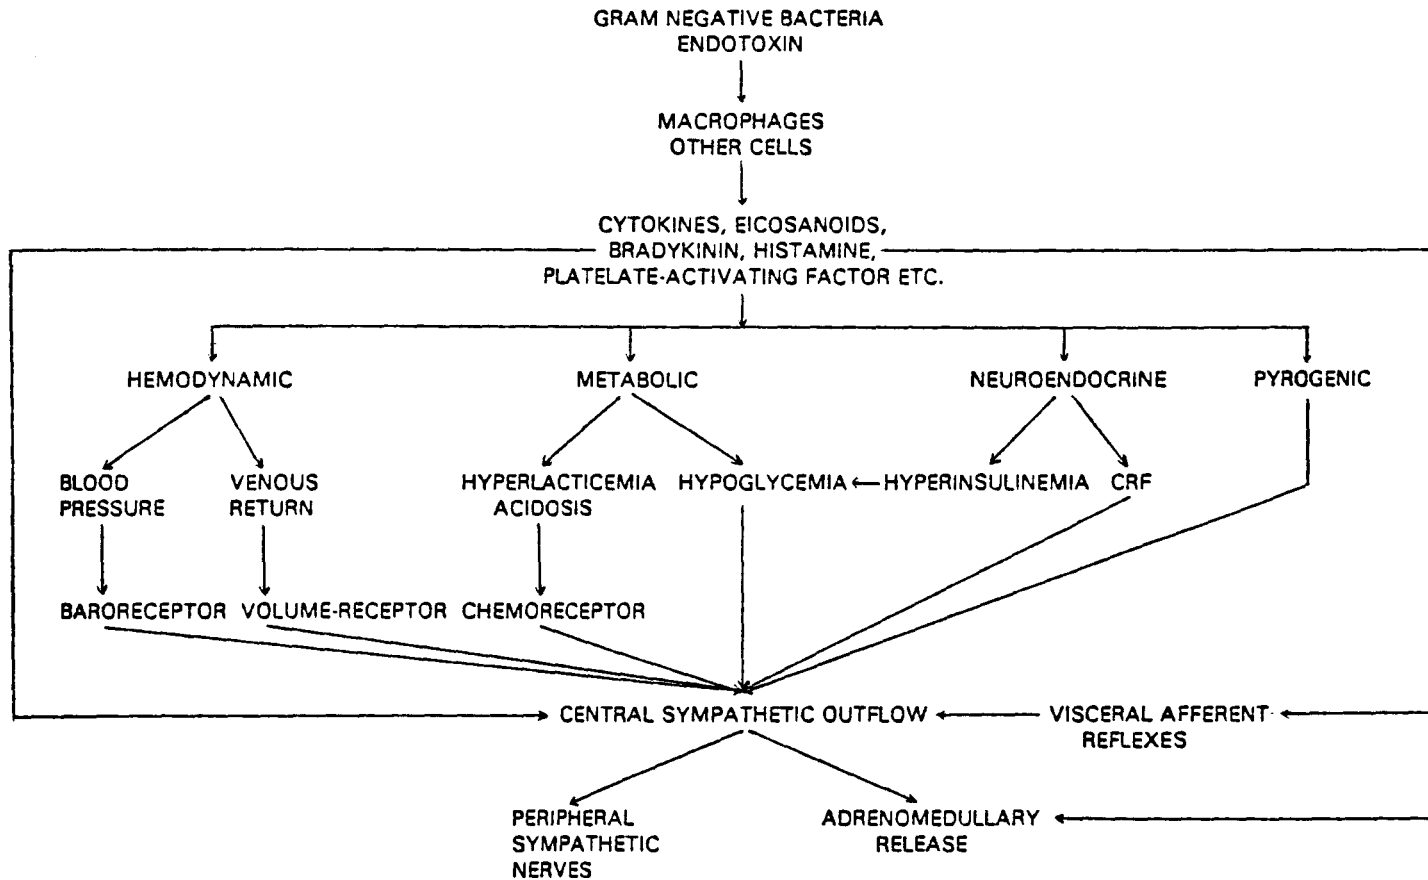 GRAM NEGATIVE BACTERIA
ENDOTOXIN
MACROPHAGES
OTHER CELLS
CYTOKINES, EICOSANOIDS,
BRADYKININ, HISTAMINE,
PLATELATE-ACTIVATING FACTOR ETC.
HEMODYNAMIC
METABOLIC
NEUROENDOCRINE
PYROGENIC
BLOOD
PRESSURE
VENOUS
RETURN
HYPERLACTICEMIA
ACIDOSIS
HYPOGLYCEMIA
HYPERINSULINEMIA
CRF
BARORECEPTOR
VOLUME-RECEPTOR
CHEMORECEPTOR
CENTRAL SYMPATHETIC OUTFLOW
VISCERAL AFFERENT
REFLEXES
PERIPHERAL
SYMPATHETIC
NERVES
ADRENOMEDULLARY
RELEASE